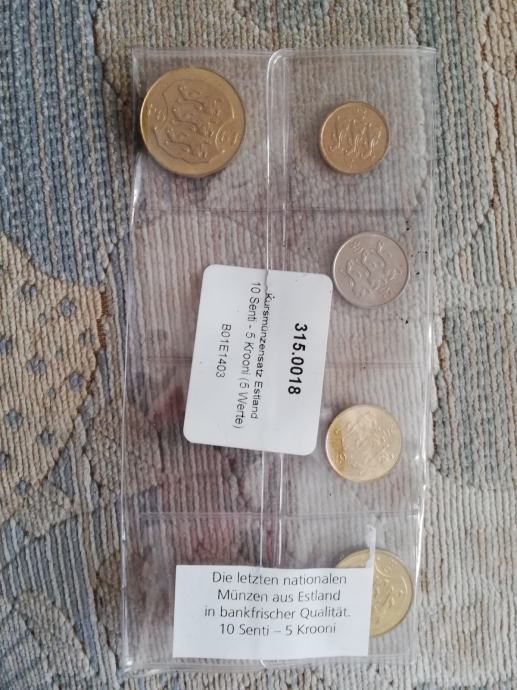 315.0018
Kursmünzensatz Estland
10 Senti - 5 Krooni (5 Werte)
B01E1403
Die letzten nationalen
Münzen aus Estland
in bankfrischer Qualität.
10 Senti – 5 Krooni